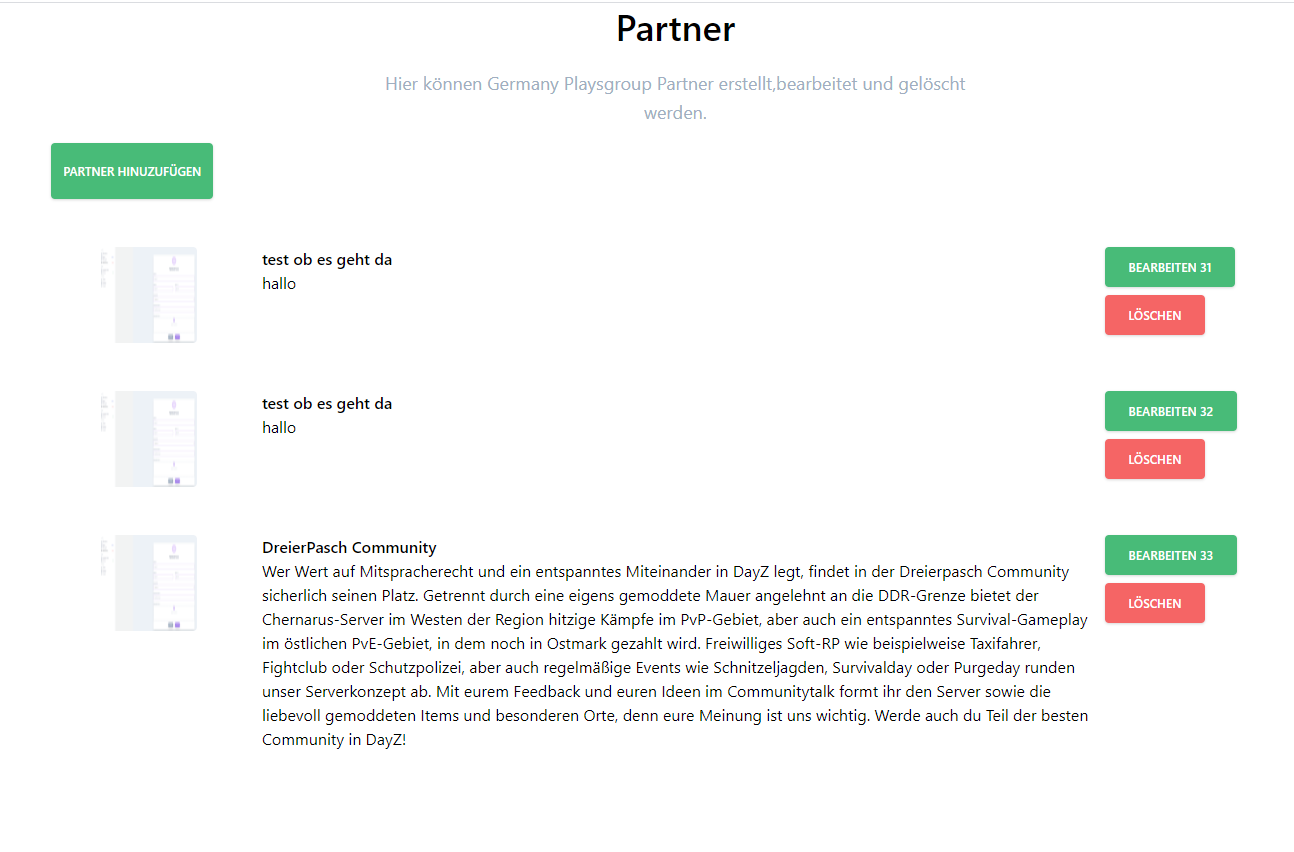 Partner
Hier können Germany Playsgroup Partner erstellt,bearbeitet und gelöscht
werden.
PARTNER HINUZUFÜGEN
test ob es geht da
hallo
BEARBEITEN 31
LÖSCHEN
test ob es geht da
hallo
BEARBEITEN 32
LÖSCHEN
DreierPasch Community
Wer Wert auf Mitspracherecht und ein entspanntes Miteinander in DayZ legt, findet in der Dreierpasch Community
sicherlich seinen Platz. Getrennt durch eine eigens gemoddete Mauer angelehnt an die DDR-Grenze bietet der
Chernarus-Server im Westen der Region hitzige Kämpfe im PvP-Gebiet, aber auch ein entspanntes Survival-Gameplay
im östlichen PvE-Gebiet, in dem noch in Ostmark gezahlt wird. Freiwilliges Soft-RP wie beispielweise Taxifahrer,
Fightclub oder Schutzpolizei, aber auch regelmäßige Events wie Schnitzeljagden, Survivalday oder Purgeday runden
unser Serverkonzept ab. Mit eurem Feedback und euren Ideen im Communitytalk formt ihr den Server sowie die
liebevoll gemoddeten Items und besonderen Orte, denn eure Meinung ist uns wichtig. Werde auch du Teil der besten
Community in DayZ!
BEARBEITEN 33
LÖSCHEN